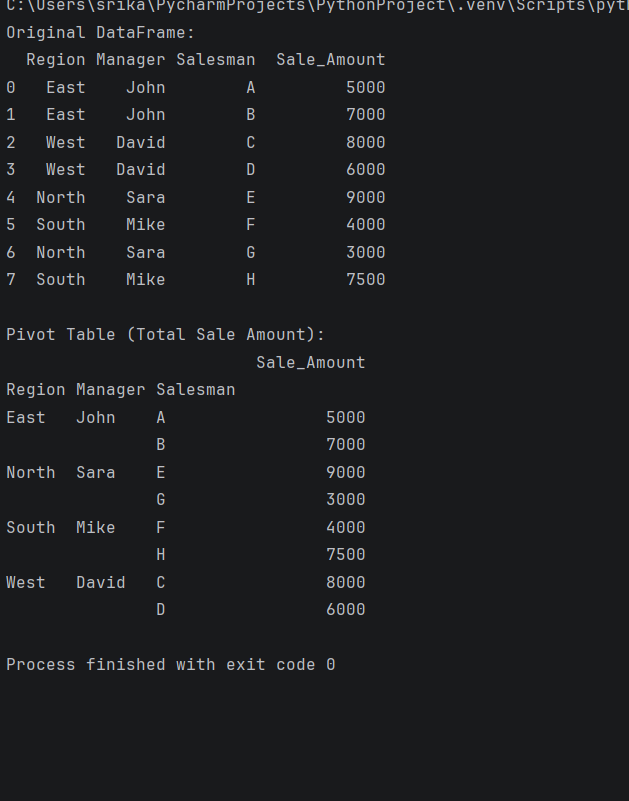 C:\Users\srika\PycharmProjects\PythonProject\.venv\Scripts\pyth
Original DataFrame:
  Region Manager Salesman  Sale_Amount
0   East    John        A         5000
1   East    John        B         7000
2   West   David        C         8000
3   West   David        D         6000
4  North    Sara        E         9000
5  South    Mike        F         4000
6  North    Sara        G         3000
7  South    Mike        H         7500

Pivot Table (Total Sale Amount):
                         Sale_Amount
Region Manager Salesman
East   John    A                5000
               B                7000
North  Sara    E                9000
               G                3000
South  Mike    F                4000
               H                7500
West   David   C                8000
               D                6000

Process finished with exit code 0